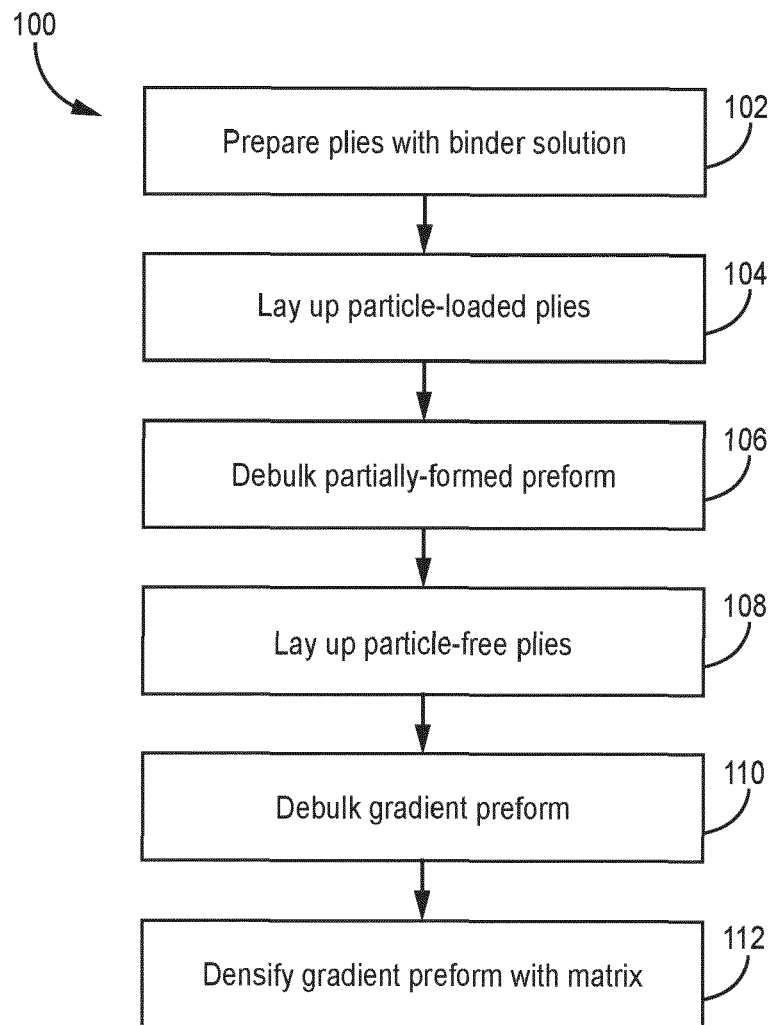 100
102
Prepare plies with binder solution
104
Lay up particle-loaded plies
106
Debulk partially-formed preform
108
Lay up particle-free plies
110
Debulk gradient preform
112
Densify gradient preform with matrix